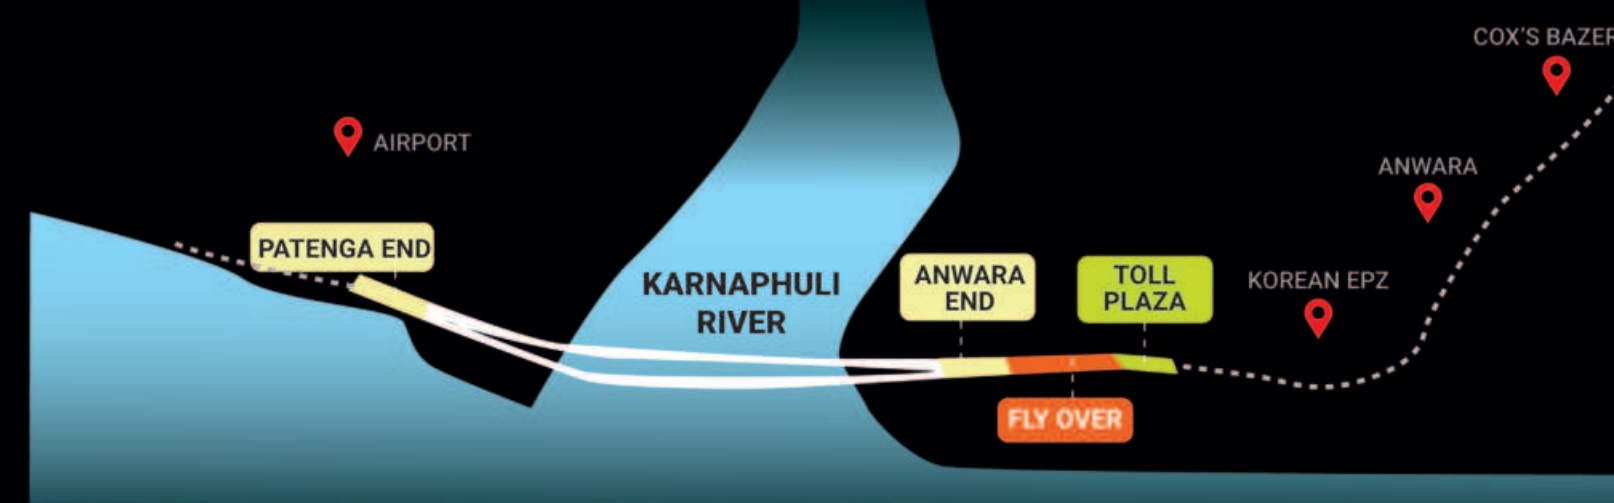 COX'S BAZER
AIRPORT
ANWARA
PATENGA END
KARNAPHULI
RIVER
ANWARA
END
TOLL
PLAZA
KOREAN EPZ
FLY OVER